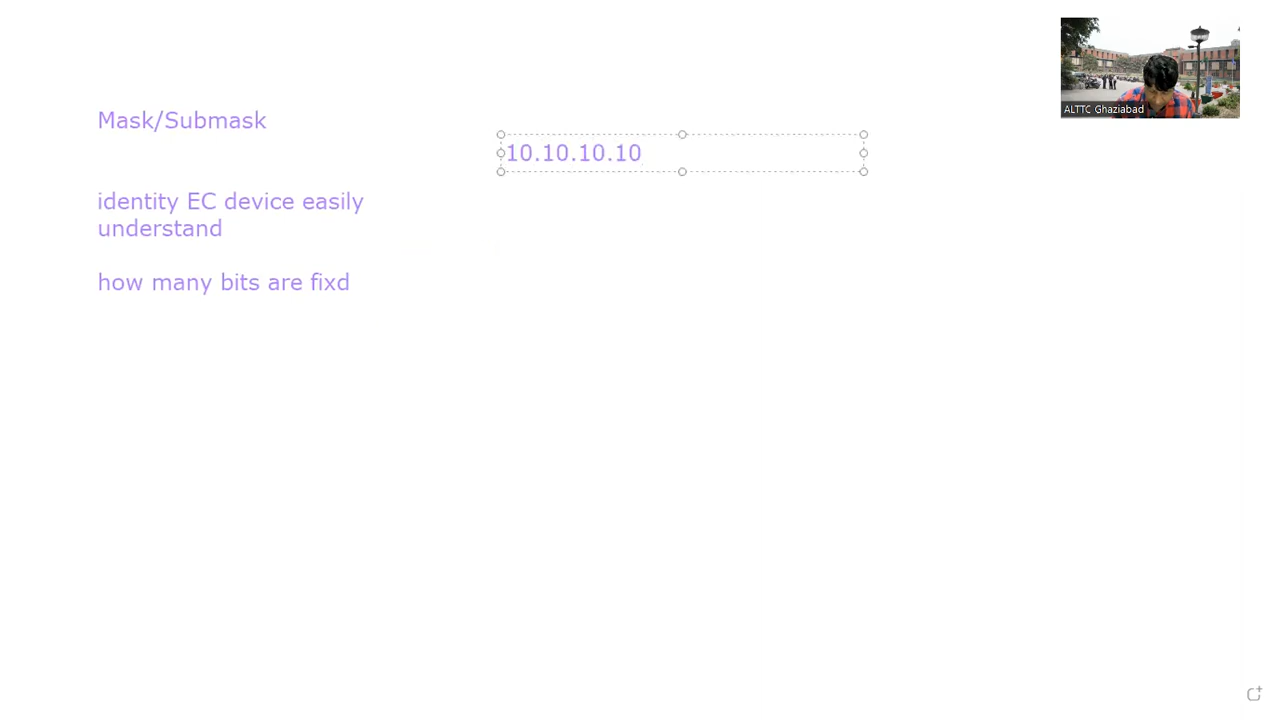 Mask/Submask
10.10.10.10
identity EC device easily
understand
how many bits are fixd
ALTTC Ghaziabad